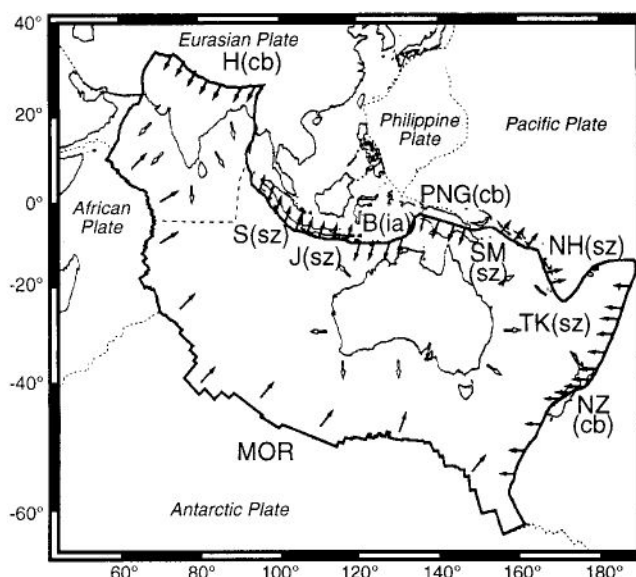 40°
Eurasian Plate
H(cb)
20°
Philippine
Plate
Pacific Plate
PNG(cb)
0°
African
Plate
S(sz)
B(ia)
J(sz)
SM
(sz)
NH(sz)
-20°
TK(sz)
-40°
NZ
(cb)
MOR
Antarctic Plate
-60°
60°
80°
100°
120°
140°
160°
180°